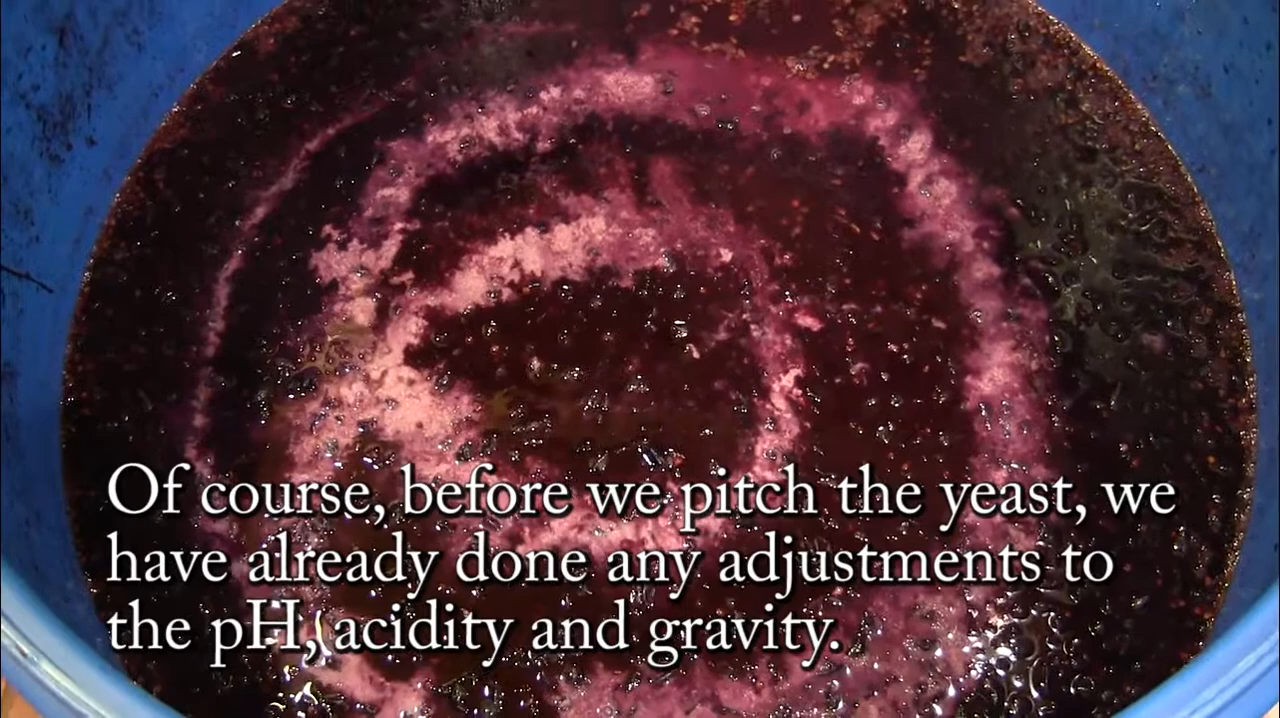 Of course, before we pitch the yeast, we
have already done any adjustments to
the pH, acidity and gravity.